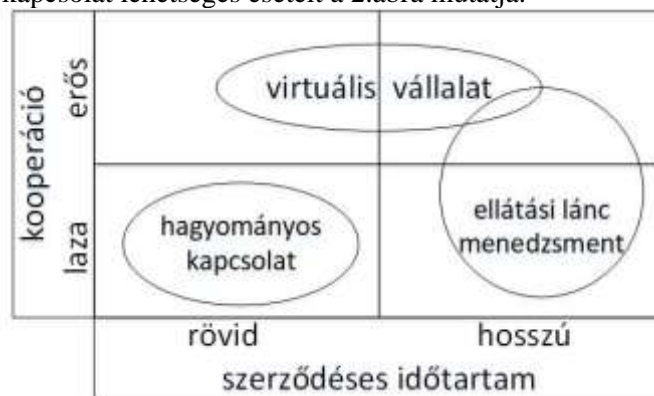 kapcsolat lehetséges eseteit a 2.ábra mutatja.
kooperáció
erős
laza
virtuális vállalat
hagyományos
kapcsolat
ellátási lánc
menedzsment
rövid
hosszú
szerződéses időtartam